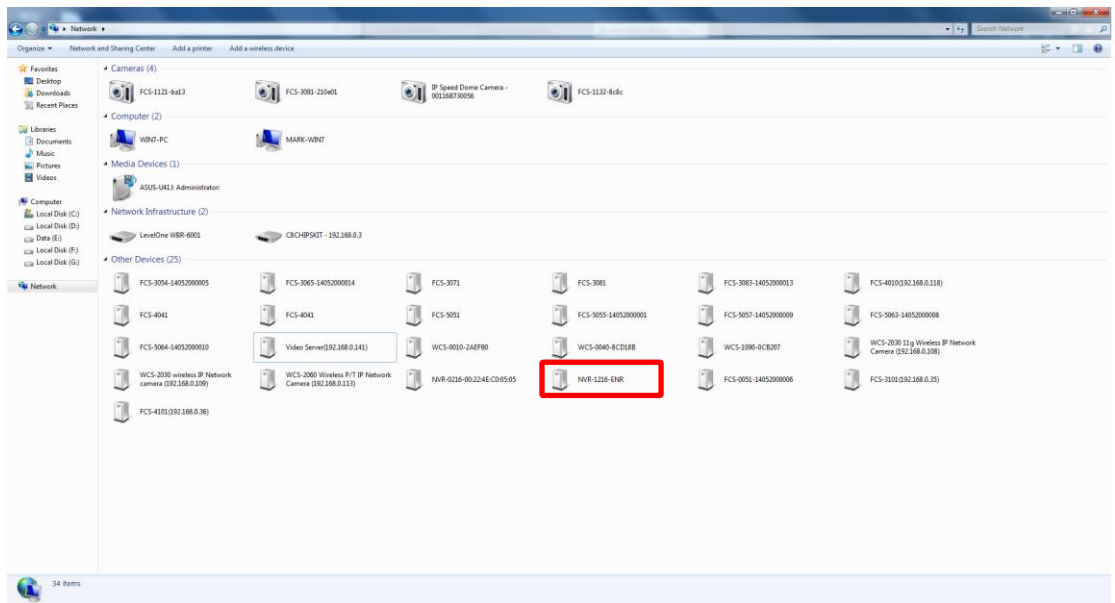 Network
Search Network
Organize
Network and Sharing Center
Add a printer
Add a wireless device
Favorites
Desktop
Downloads
Recent Places
Libraries
Documents
Music
Pictures
Videos
Computer
Local Disk (C:)
Local Disk (D:)
Data (E:)
Local Disk (F:)
Local Disk (G:)
Network
Cameras (4)
FCS-1121-ba13
FCS-3091-210e01
IP Speed Dome Camera -
001168730056
FCS-1132-8c8c
Computer (2)
WIN7-PC
MARK-WIN7
Media Devices (1)
ASUS-U41J: Administrator:
Network Infrastructure (2)
LevelOne WBR-6001
C8CHIPSKIT - 192.168.0.3
Other Devices (25)
FCS-3054-14052000005
FCS-3065-14052000014
FCS-3071
FCS-3081
FCS-3083-14052000013
FCS-4010(192.168.0.118)
FCS-4041
FCS-4041
FCS-5051
FCS-5055-14052000001
FCS-5057-14052000009
FCS-5063-14052000008
FCS-5064-14052000010
Video Server(192.168.0.141)
WCS-0010-2AEFB0
WCS-0040-8CD18B
WCS-1090-0CB207
WCS-2030 11g Wireless IP Network
Camera (192.168.0.108)
WCS-2030 wireless IP Network
camera (192.168.0.109)
WCS-2060 Wireless P/T IP Network
Camera (192.168.0.113)
NVR-0216-00:22:4E:C0:05:05
NVR-1216-ENR
FCS-0051-14052000006
FCS-3101(192.168.0.35)
FCS-4101(192.168.0.36)
34 items